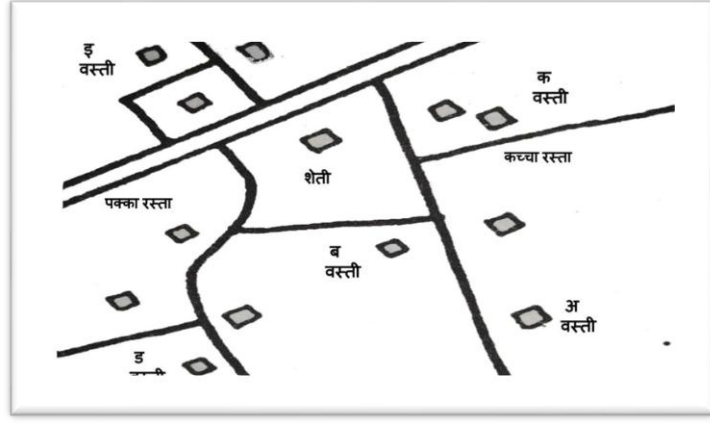 इ
वस्ती
क
वस्ती
कच्चा रस्ता
शेती
पक्का रस्ता
ब
वस्ती
अ
वस्ती
ड